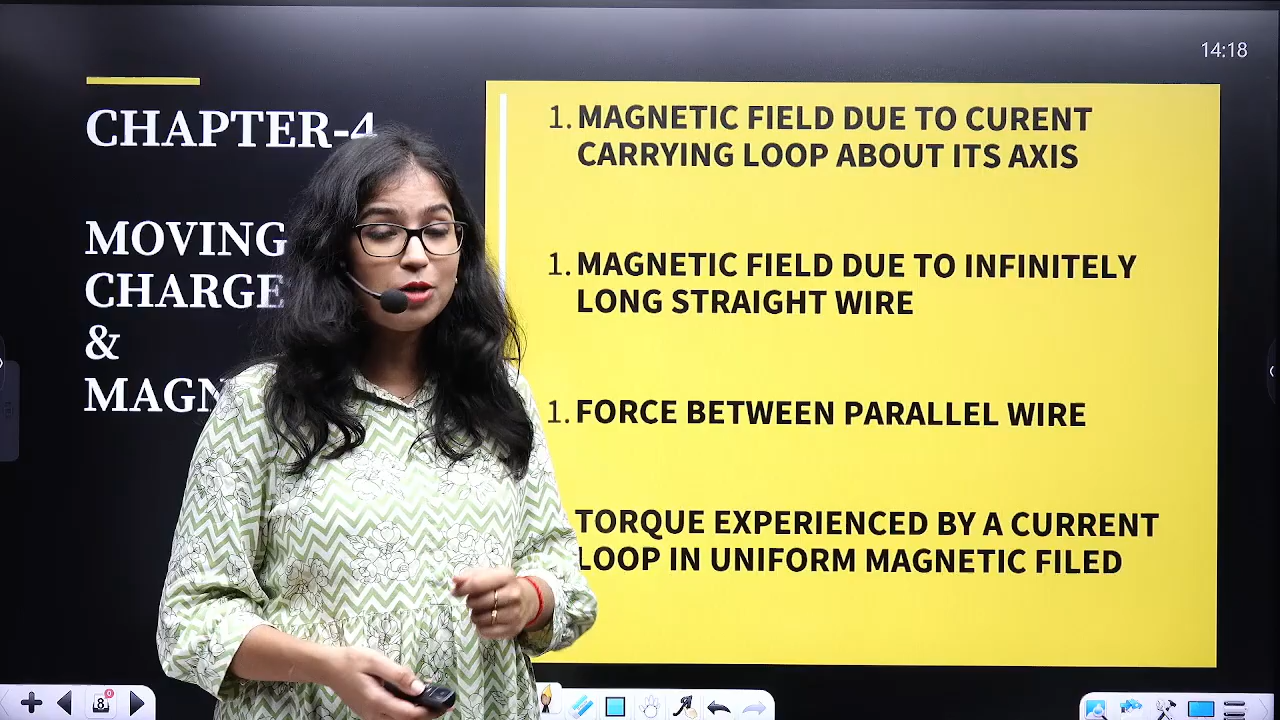 14:18
CHAPTER-4
MOVING
CHARGE
&
1. MAGNETIC FIELD DUE TO CURENT
CARRYING LOOP ABOUT ITS AXIS
1. MAGNETIC FIELD DUE TO INFINITELY
LONG STRAIGHT WIRE
1. FORCE BETWEEN PARALLEL WIRE
TORQUE EXPERIENCED BY A CURRENT
LOOP IN UNIFORM MAGNETIC FILED
8
0